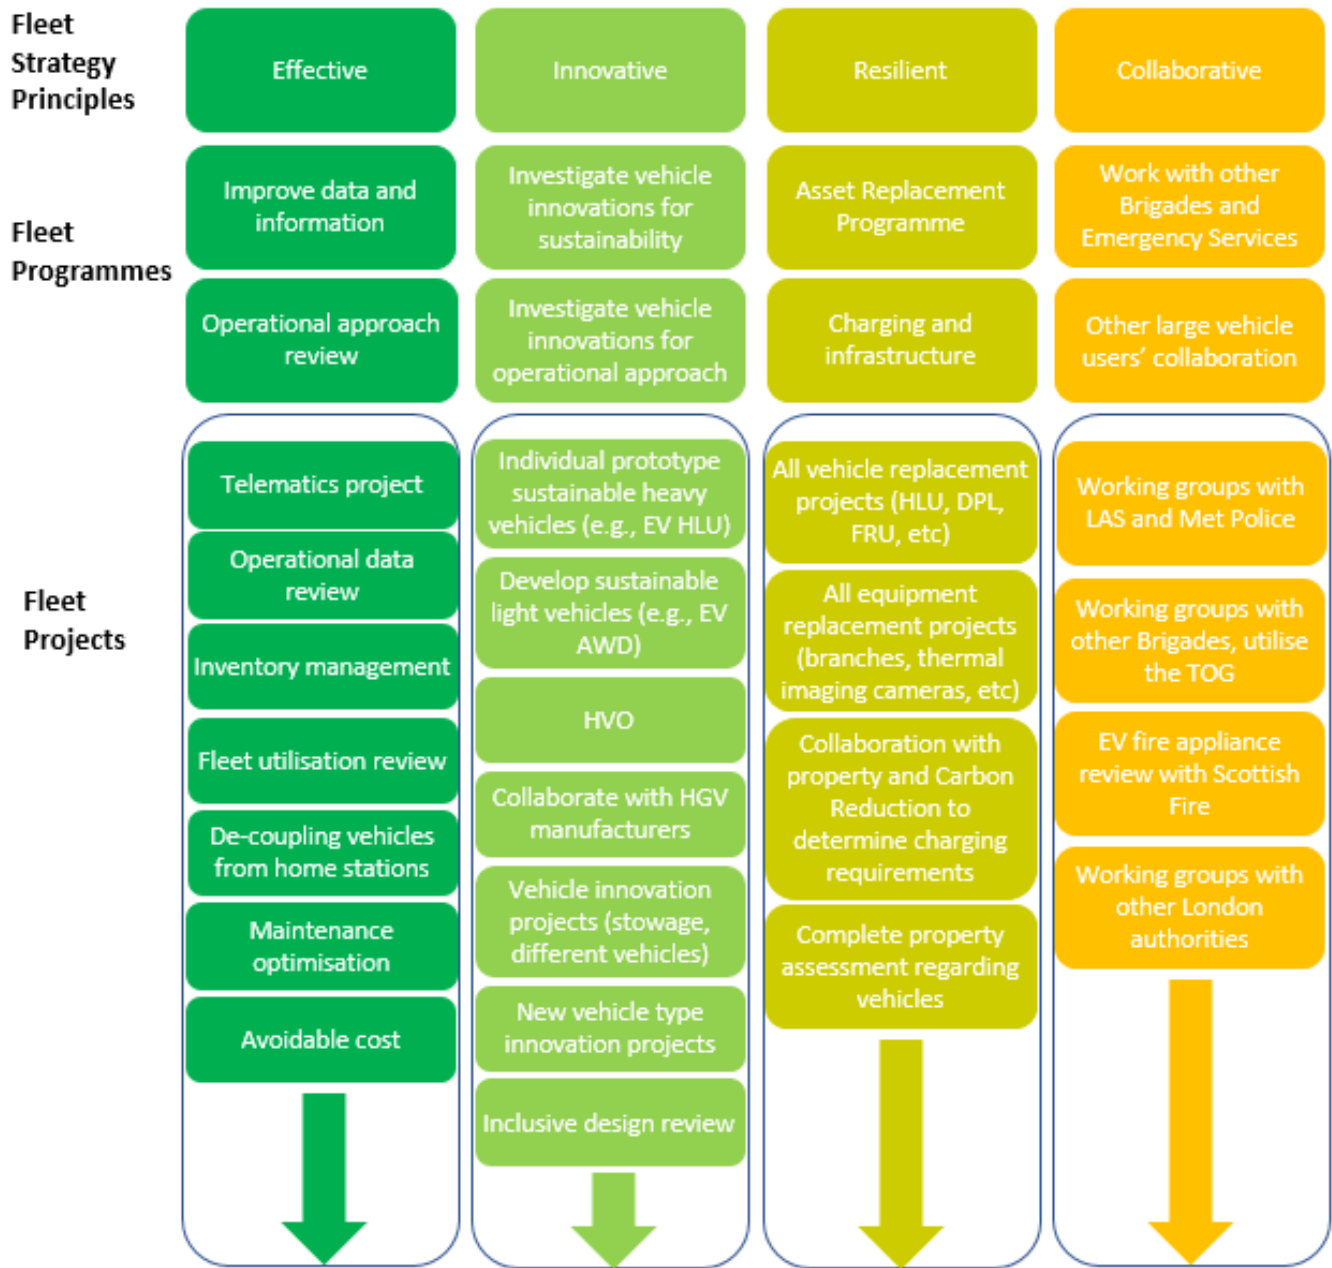 Fleet
Strategy
Principles
Effective
Innovative
Resilient
Collaborative
Fleet
Programmes
Improve data and
information
Investigate vehicle
innovations for
sustainability
Asset Replacement
Programme
Work with other
Brigades and
Emergency Services
Operational approach
review
Investigate vehicle
innovations for
operational approach
Charging and
infrastructure
Other large vehicle
users’ collaboration
Fleet
Projects
Telematics project
Operational data
review
Inventory management
Fleet utilisation review
De-coupling vehicles
from home stations
Maintenance
optimisation
Avoidable cost
Individual prototype
sustainable heavy
vehicles (e.g., EV HLU)
Develop sustainable
light vehicles (e.g., EV
AWD)
HVO
Collaborate with HGV
manufacturers
Vehicle innovation
projects (stowage,
different vehicles)
New vehicle type
innovation projects
Inclusive design review
All vehicle replacement
projects (HLU, DPL,
FRU, etc)
All equipment
replacement projects
(branches, thermal
imaging cameras, etc)
Collaboration with
property and Carbon
Reduction to
determine charging
requirements
Complete property
assessment regarding
vehicles
Working groups with
LAS and Met Police
Working groups with
other Brigades, utilise
the TOG
EV fire appliance
review with Scottish
Fire
Working groups with
other London
authorities